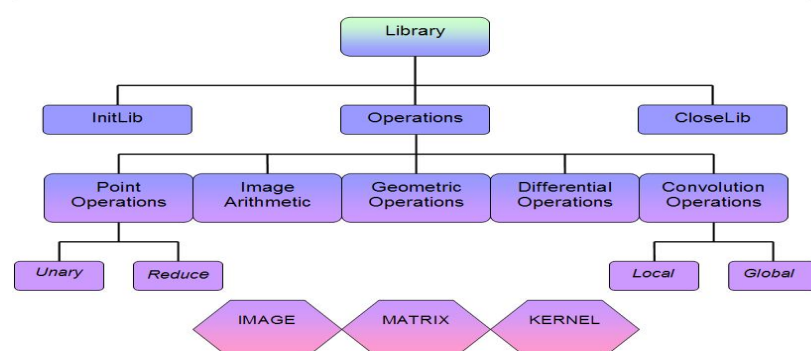 Library
InitLib
Operations
CloseLib
Point
Operations
Image
Arithmetic
Geometric
Operations
Differential
Operations
Convolution
Operations
Unary
Reduce
Local
Global
IMAGE
MATRIX
KERNEL